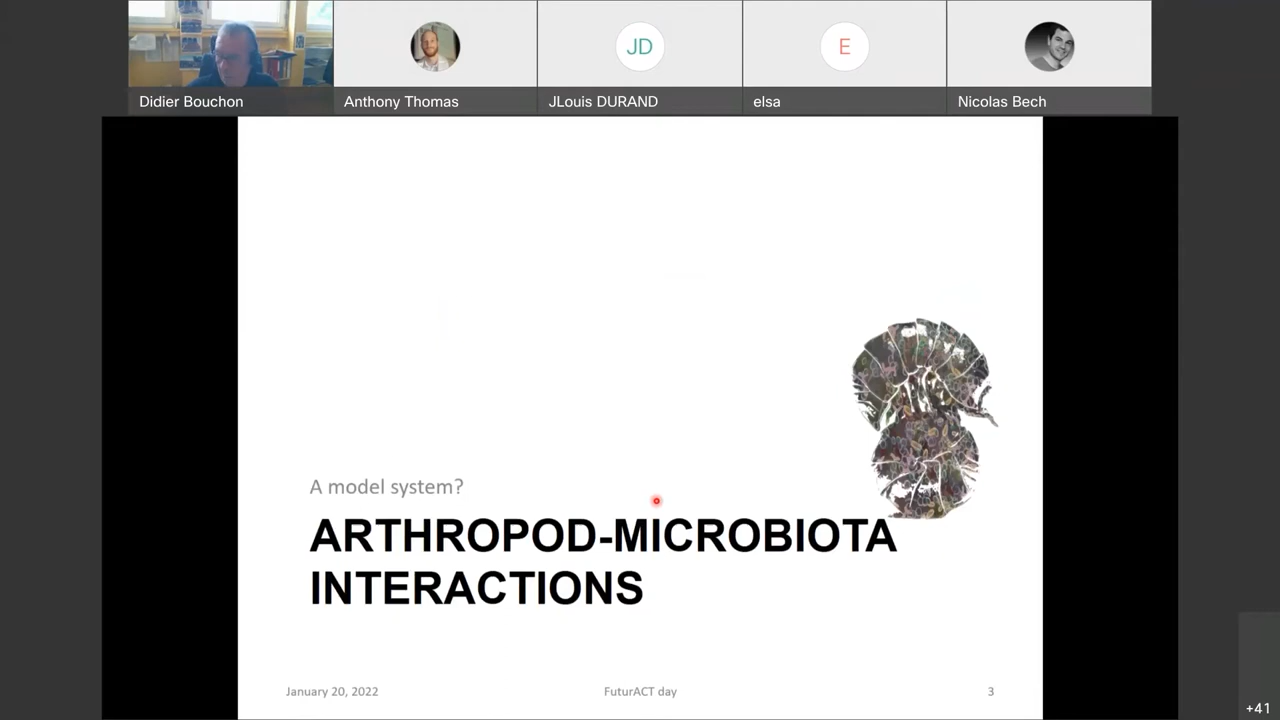 JD
E
Didier Bouchon
Anthony Thomas
JLouis DURAND
elsa
Nicolas Bech
A model system?
ARTHROPOD-MICROBIOTA
INTERACTIONS
January 20, 2022
FuturACT day
3
+41